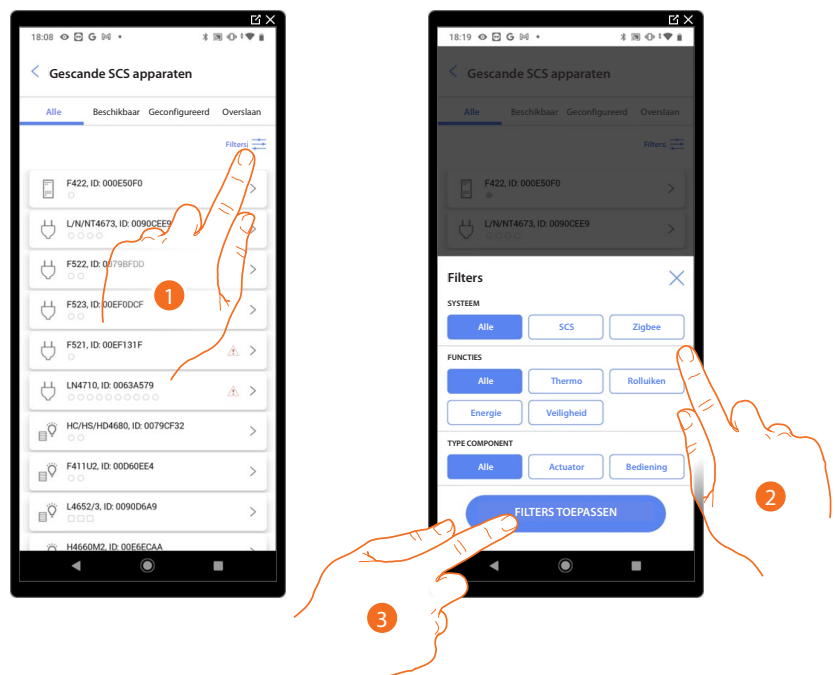 18:08
Gescande SCS apparaten
Alle Beschikbaar Geconfigureerd Overslaan
Filtersi
F422, ID: 000E50F0
L/N/NT4673, ID: 0090CEE9
F522, ID: 0079BFDD
F523, ID: 00EF0DCF
1
F521, ID: 00EF131F
LN4710, ID: 0063A579
HC/HS/HD4680, ID: 0079CF32
F411U2, ID: 00D60EE4
L4652/3, ID: 0090D6A9
H4660M2, ID: 00E6ECAA
18:19
Gescande SCS apparaten
Alle Beschikbaar Geconfigureerd Overslaan
Filters
F422, ID: 000E50F0
L/N/NT4673, ID: 0090CEE9
Filters
SYSTEEM
Alle SCS Zigbee
FUNCTIES
Alle Thermo Rolluiken
Energie Veiligheid
TYPE COMPONENT
Alle Actuator Bediening
2
FILTERS TOEPASSEN
3